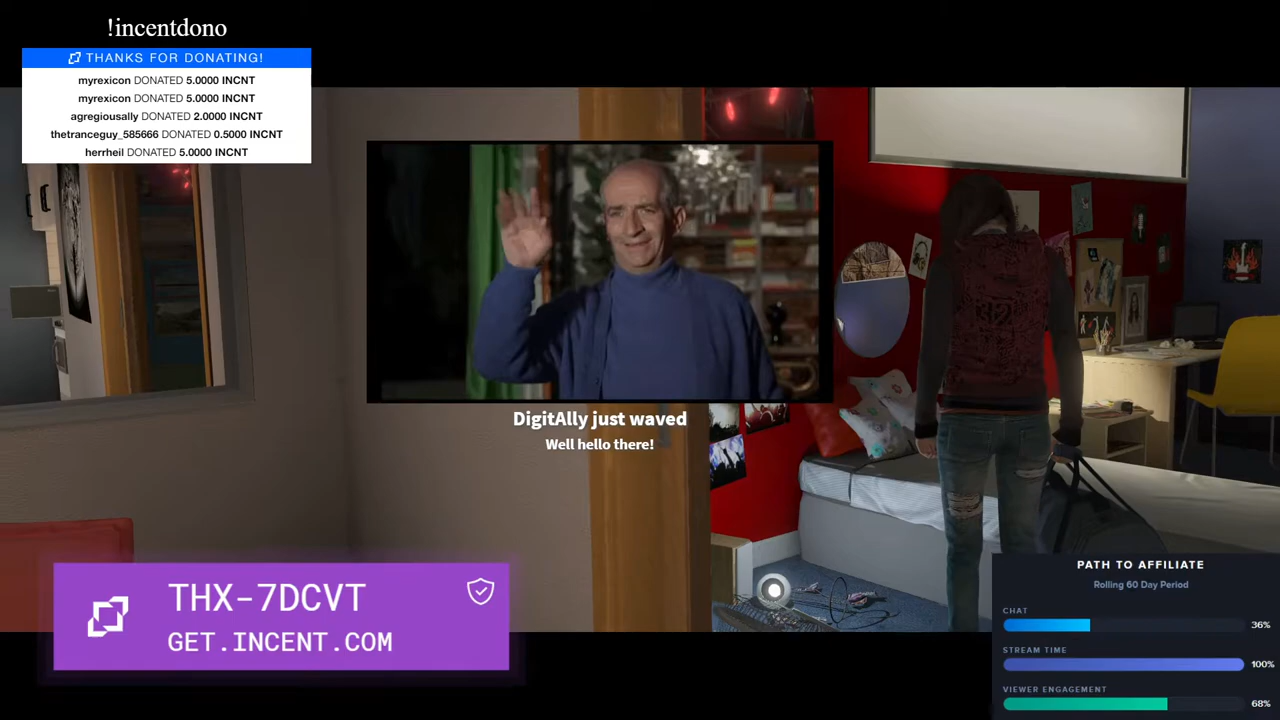 !incentdono
THANKS FOR DONATING!
myrexicon DONATED 5.0000 INCNT
myrexicon DONATED 5.0000 INCNT
agregiousally DONATED 2.0000 INCNT
thetranceguy_585666 DONATED 0.5000 INCNT
herrheil DONATED 5.0000 INCNT
DigitAlly just waved
Well hello there!
THX-7DCVT
GET.INCENT.COM
PATH TO AFFILIATE
Rolling 60 Day Period
CHAT
36%
STREAM TIME
100%
VIEWER ENGAGEMENT
68%